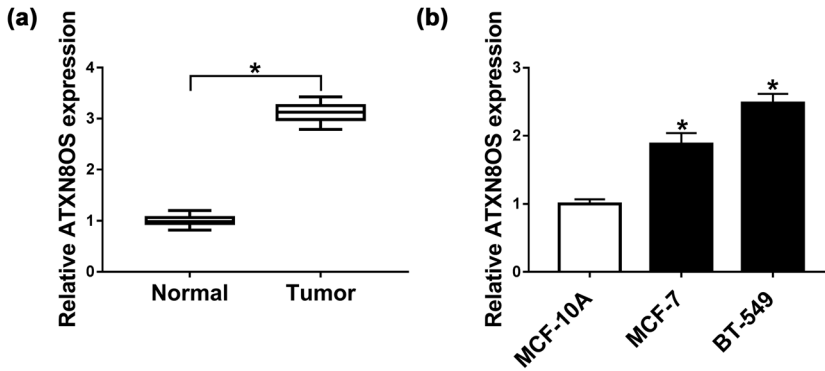 (a)
Relative ATXN8OS expression
4
3
2
1
0
*
Normal
Tumor
(b)
Relative ATXN8OS expression
3
2
1
0
*
*
MCF-10A
MCF-7
BT-549